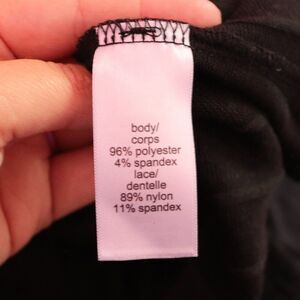 body/
corps
96% polyester
4% spandex
lace/
dentelle
89% nylon
11% spandex